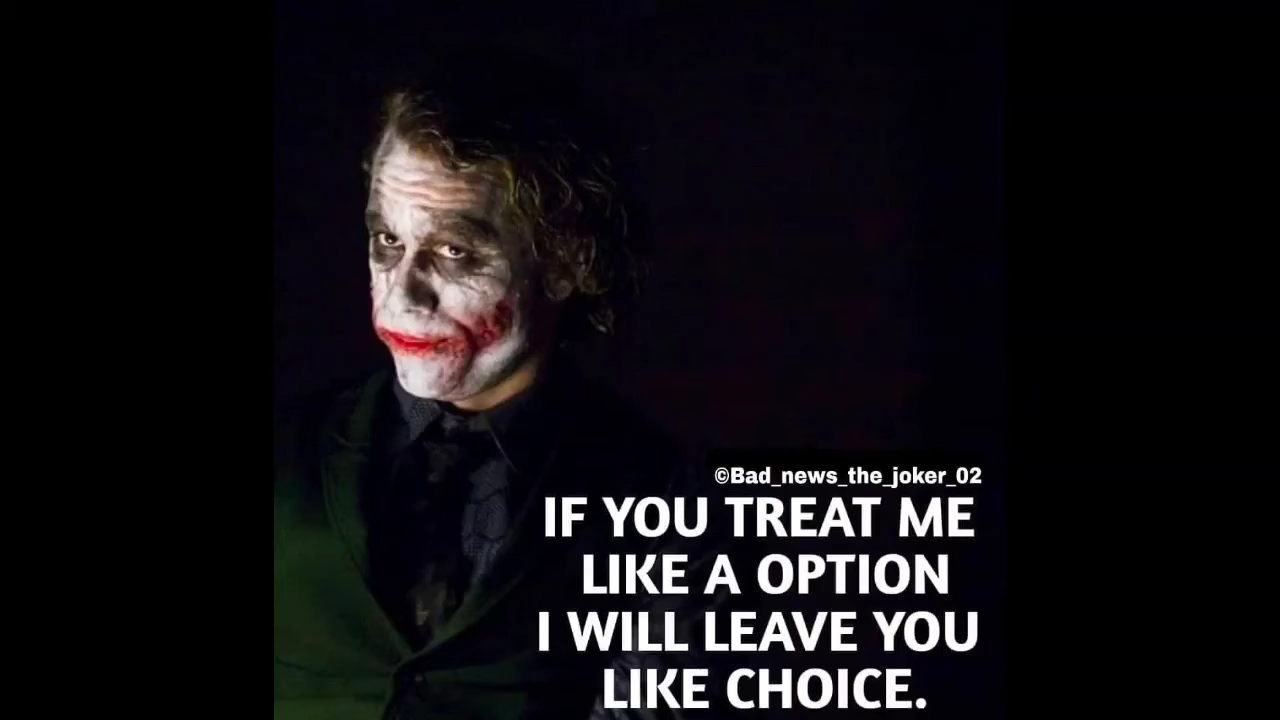 ©Bad_news_the_joker_02
IF YOU TREAT ME
LIKE A OPTION
I WILL LEAVE YOU
LIKE CHOICE.